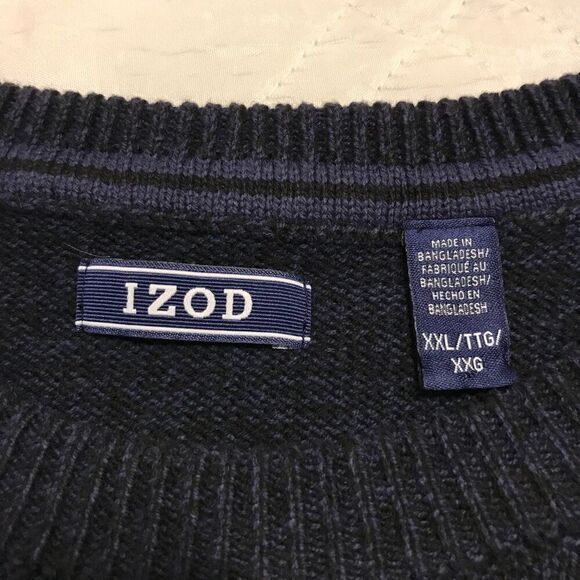 IZOD
MADE IN
BANGLADESH/
FABRIQUÉ AU
BANGLADESH/
HECHO EN
BANGLADESH
XXL/TTG/
XXG